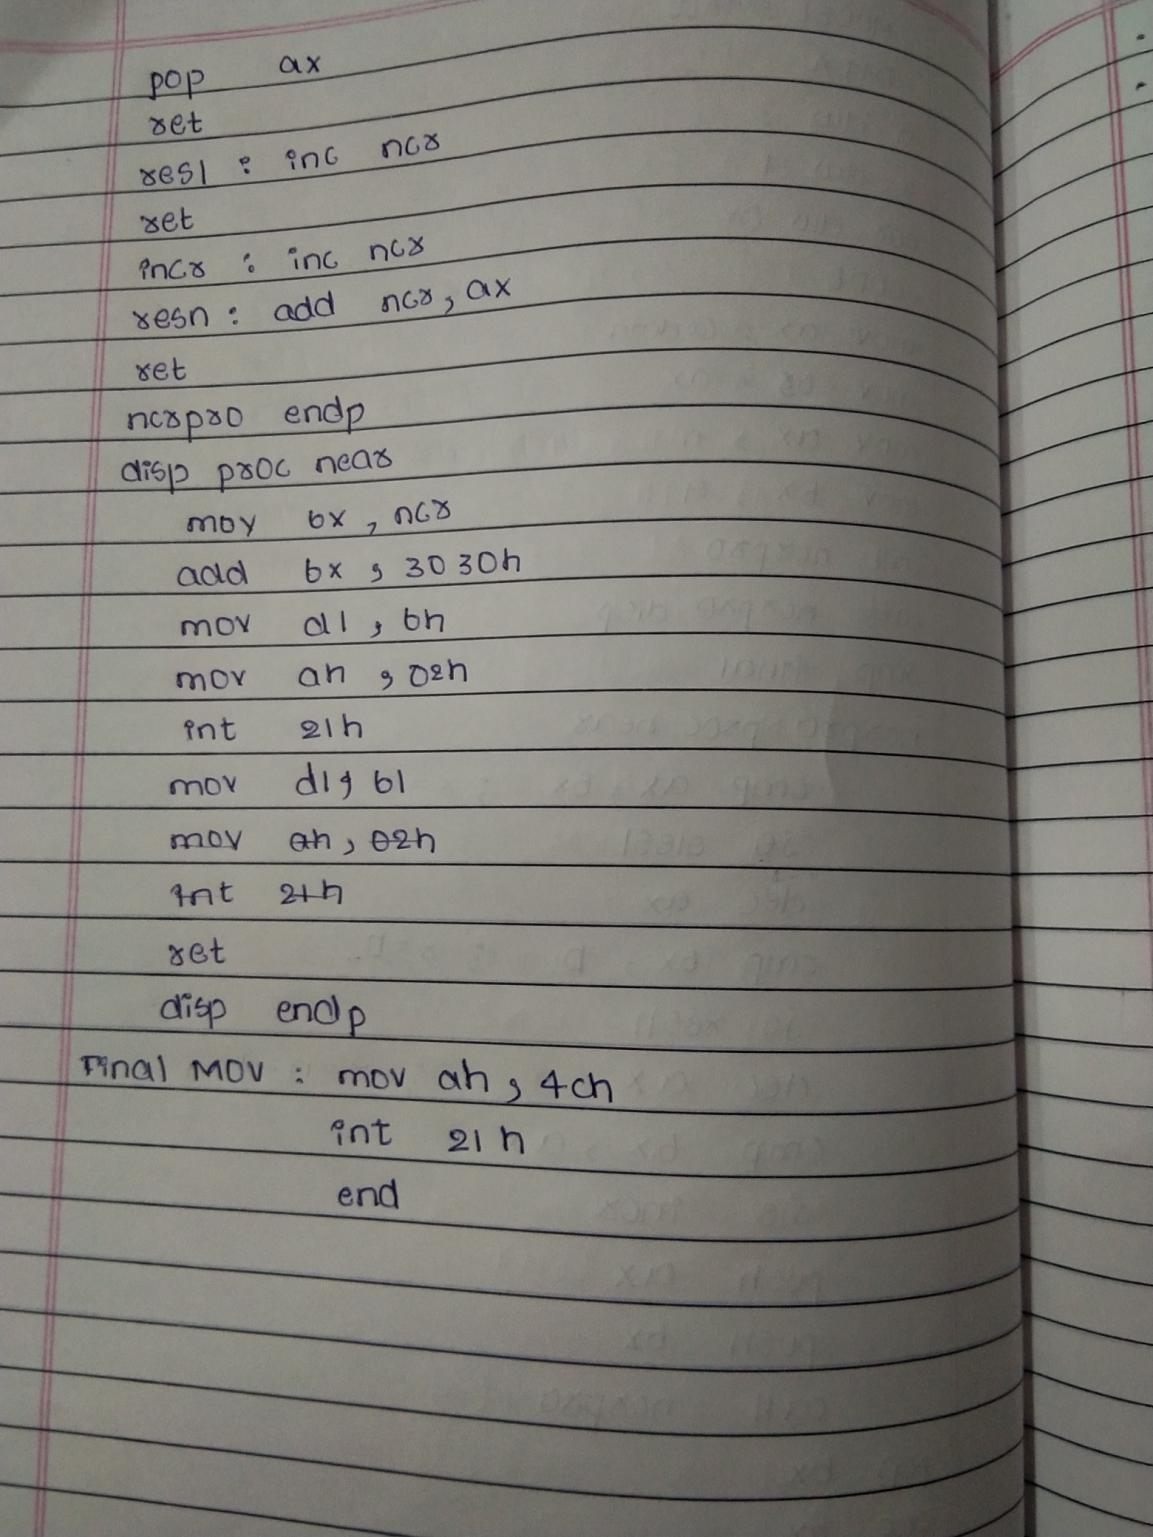 pop ax
ret
res1 : inc ncr
ret
incr : inc ncr
resn : add ncr, ax
ret
ncrpro endp
disp proc near
mov bx, ncr
add bx, 3030h
mov dl, bh
mov ah, 02h
int 21h
mov dl, bl
mov ah, 02h
int 21h
ret
disp endp
Final MOV : mov ah, 4ch
int 21h
end